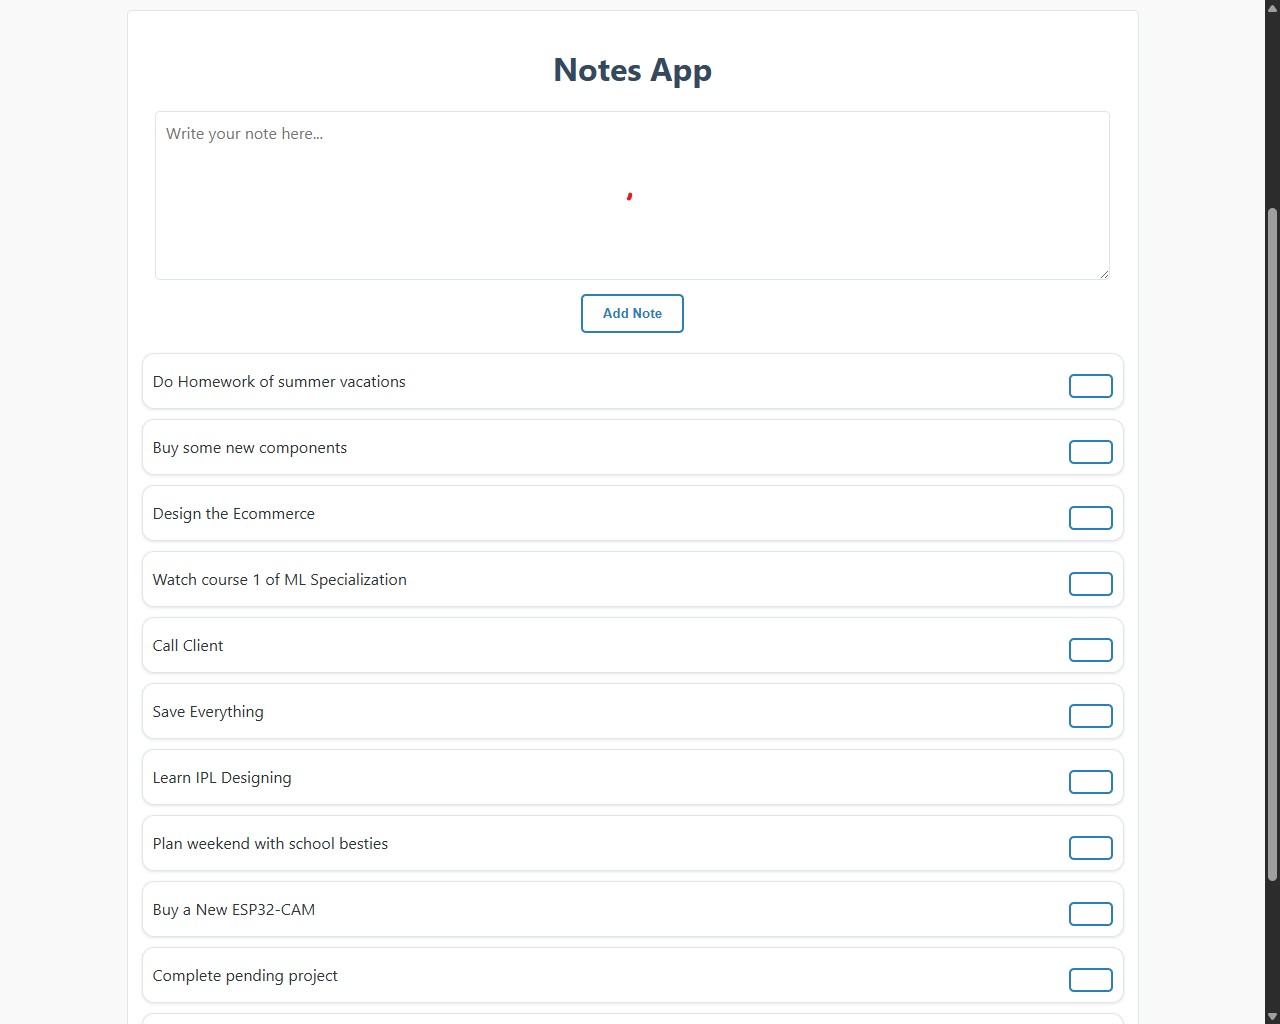 Notes App
Write your note here...
Add Note
Do Homework of summer vacations
Buy some new components
Design the Ecommerce
Watch course 1 of ML Specialization
Call Client
Save Everything
Learn IPL Designing
Plan weekend with school besties
Buy a New ESP32-CAM
Complete pending project